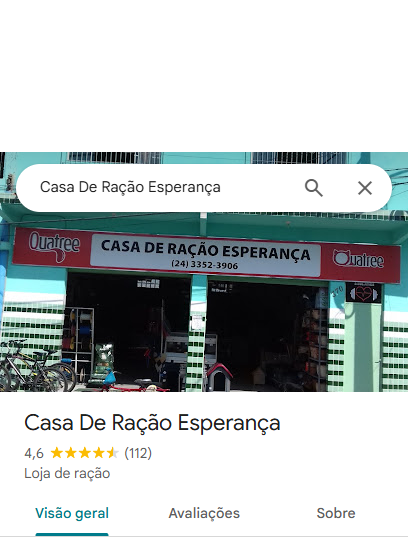 Casa De Ração Esperança
Quatree
CASA DE RAÇÃO ESPERANÇA
(24) 3352-3906
Quatree
Casa De Ração Esperança
4,6 (112)
Loja de ração
Visão geral
Avaliações
Sobre